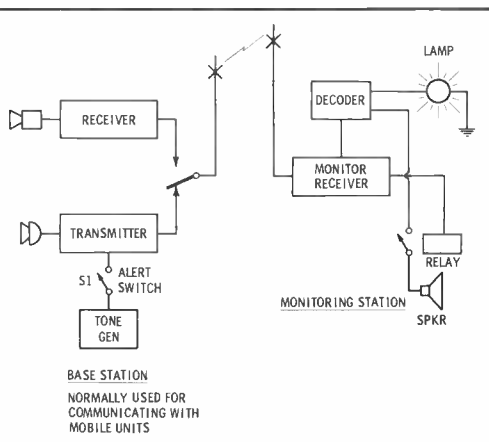 RECEIVER
TRANSMITTER
S1
ALERT
SWITCH
TONE
GEN
BASE STATION
NORMALLY USED FOR
COMMUNICATING WITH
MOBILE UNITS
LAMP
DECODER
MONITOR
RECEIVER
RELAY
SPKR
MONITORING STATION